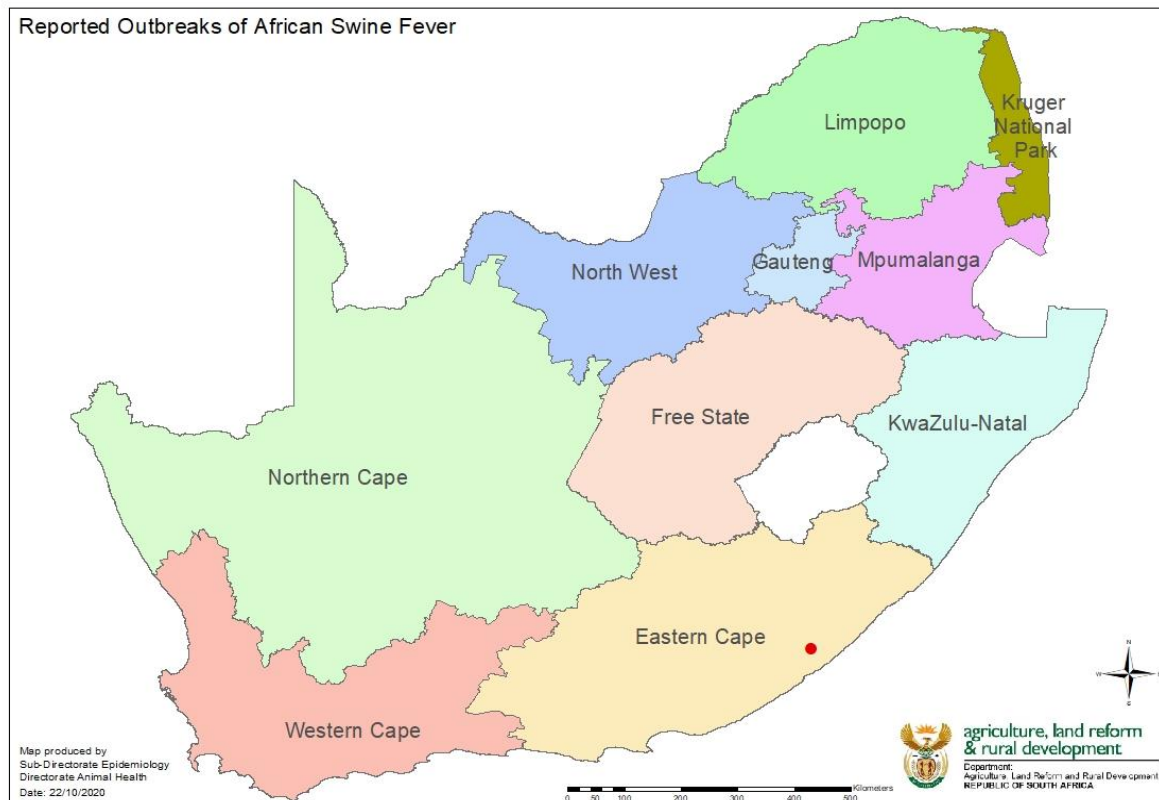 Reported Outbreaks of African Swine Fever
Limpopo
Kruger
National
Park
North West
Gauteng
Mpumalanga
Free State
KwaZulu-Natal
Northern Cape
Eastern Cape
Western Cape
N
W
S
Map produced by
Sub-Directorate Epidemiology
Directorate Animal Health
Date: 22/10/2020
Kilometers
0 50 100 200 300 400 500
agriculture, land reform
& rural development
Department:
Agriculture, Land Reform and Rural Development
REPUBLIC OF SOUTH AFRICA